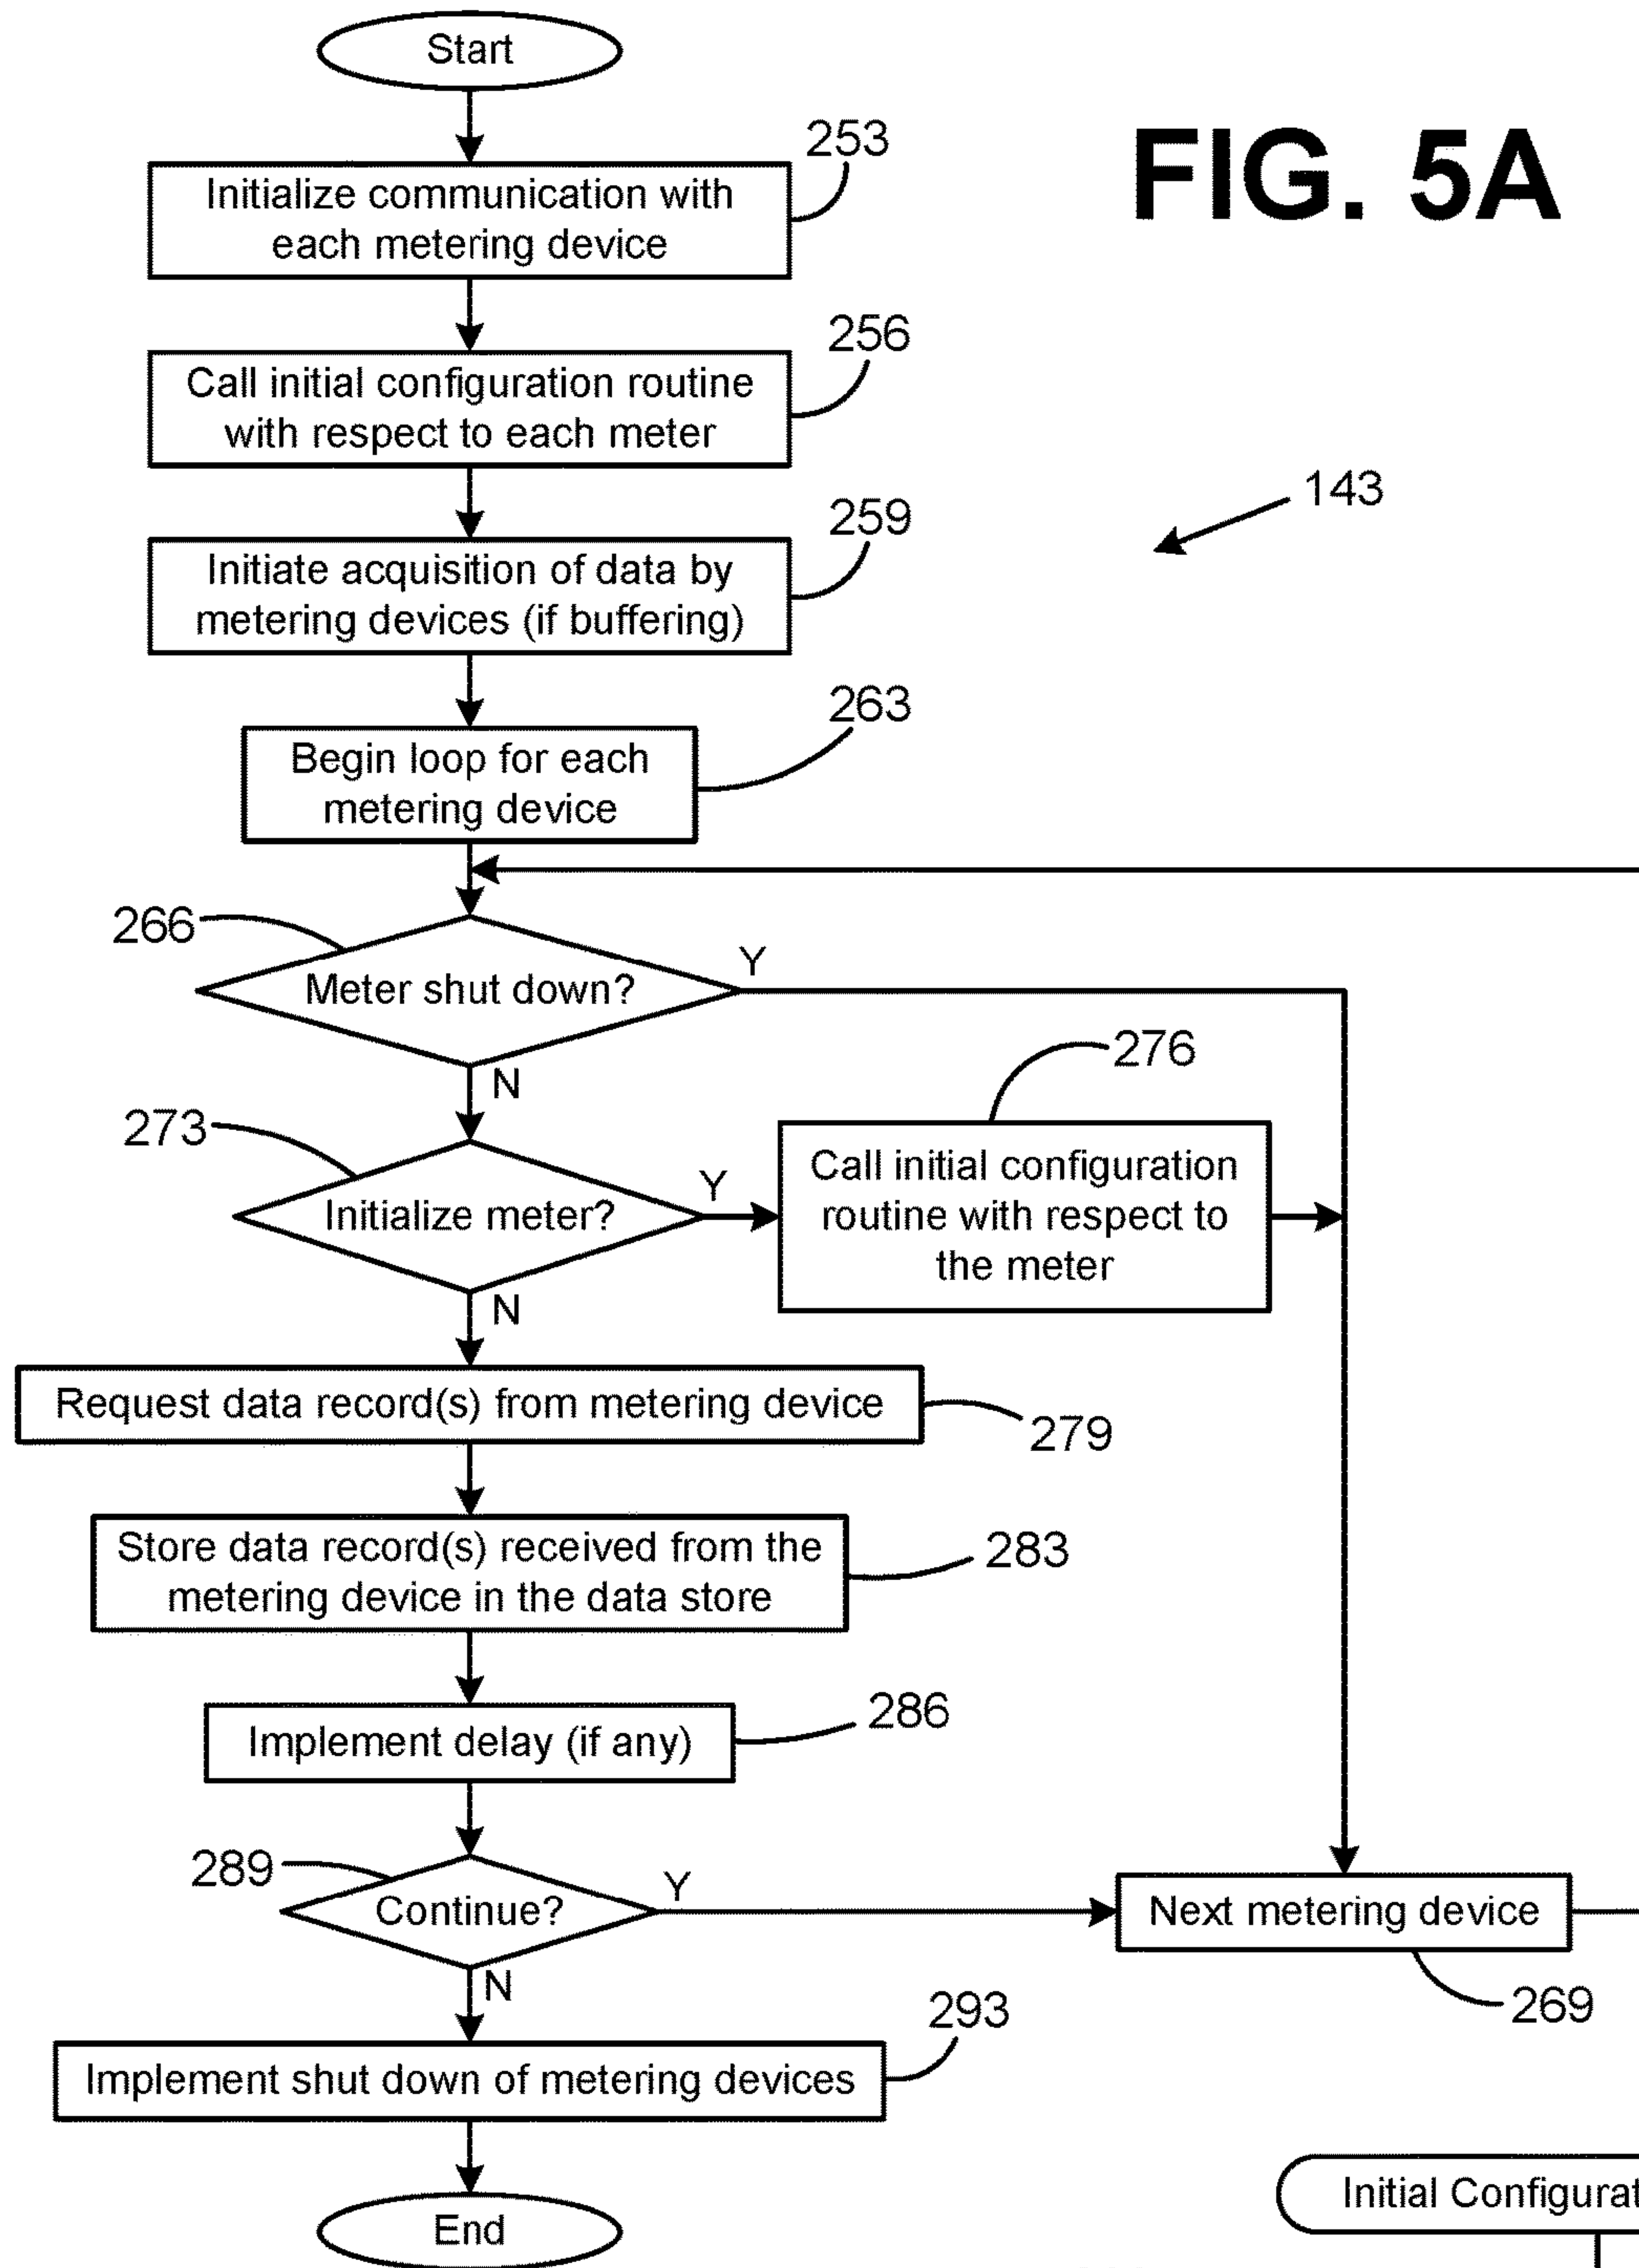 Start
FIG. 5A
253
Initialize communication with
each metering device
256
Call initial configuration routine
with respect to each meter
143
259
Initiate acquisition of data by
metering devices (if buffering)
263
Begin loop for each
metering device
266
Meter shut down?
Y
N
276
273
Initialize meter?
Y
Call initial configuration
routine with respect to
the meter
N
Request data record(s) from metering device
279
Store data record(s) received from the
metering device in the data store
283
Implement delay (if any)
286
289
Continue?
Y
Next metering device
269
N
293
Implement shut down of metering devices
End
Initial Configurat